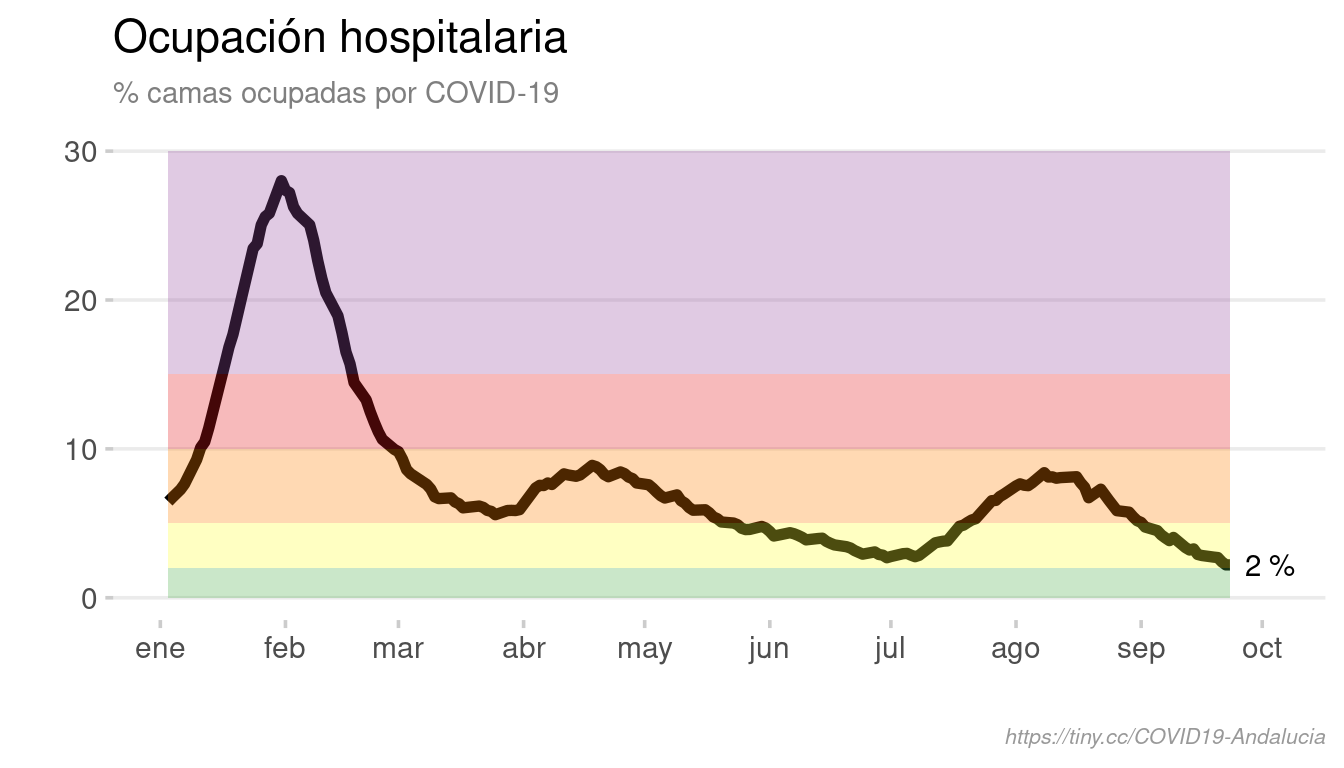 Ocupación hospitalaria
% camas ocupadas por COVID-19
30
20
10
0
2 %
ene feb mar abr may jun jul ago sep oct
https://tiny.cc/COVID19-Andalucia